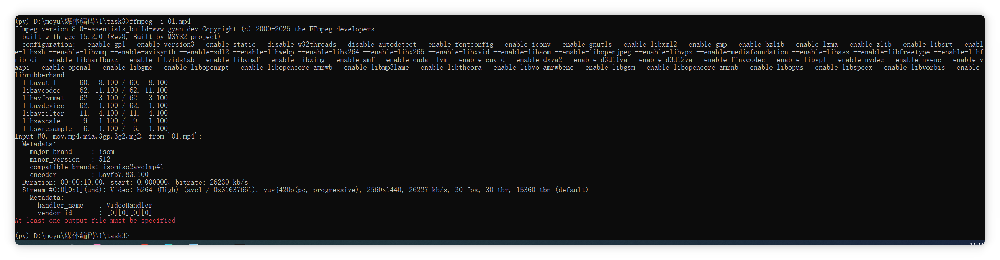 (py) D:\moyu\媒体编码\1\task3>ffmpeg -i 01.mp4
ffmpeg version 8.0-essentials_build-www.gyan.dev Copyright (c) 2000-2025 the FFmpeg developers
  built with gcc 15.2.0 (Rev8, Built by MSYS2 project)
  configuration: --enable-gpl --enable-version3 --enable-static --disable-w32threads --disable-autodetect --enable-fontconfig --enable-iconv --enable-gnutls --enable-libxml2 --enable-gmp --enable-bzlib --enable-lzma --enable-zlib --enable-libsrt --enabl
e-libssh --enable-libzmq --enable-avisynth --enable-sdl2 --enable-libwebp --enable-libx264 --enable-libx265 --enable-libxvid --enable-libaom --enable-libopenjpeg --enable-libvpx --enable-mediafoundation --enable-libass --enable-libfreetype --enable-libf
ribidi --enable-libharfbuzz --enable-libvidstab --enable-libvmaf --enable-libzimg --enable-amf --enable-cuda-llvm --enable-cuvid --enable-dxva2 --enable-d3d11va --enable-d3d12va --enable-ffnvcodec --enable-libvpl --enable-nvdec --enable-nvenc --enable-v
aapi --enable-openal --enable-libgme --enable-libopenmpt --enable-libopencore-amrwb --enable-libmp3lame --enable-libtheora --enable-libvo-amrwbenc --enable-libgsm --enable-libopencore-amrnb --enable-libopus --enable-libspeex --enable-libvorbis --enable-
librubberband
  libavutil      60.  8.100 / 60.  8.100
  libavcodec     62. 11.100 / 62. 11.100
  libavformat    62.  3.100 / 62.  3.100
  libavdevice    62.  1.100 / 62.  1.100
  libavfilter    11.  4.100 / 11.  4.100
  libswscale      9.  1.100 /  9.  1.100
  libswresample   6.  1.100 /  6.  1.100
Input #0, mov,mp4,m4a,3gp,3g2,mj2, from '01.mp4':
  Metadata:
    major_brand     : isom
    minor_version   : 512
    compatible_brands: isomiso2avc1mp41
    encoder         : Lavf57.83.100
  Duration: 00:00:10.00, start: 0.000000, bitrate: 26230 kb/s
  Stream #0:0[0x1](und): Video: h264 (High) (avc1 / 0x31637661), yuvj420p(pc, progressive), 2560x1440, 26227 kb/s, 30 fps, 30 tbr, 15360 tbn (default)
    Metadata:
      handler_name    : VideoHandler
      vendor_id       : [0][0][0][0]
At least one output file must be specified
(py) D:\moyu\媒体编码\1\task3>